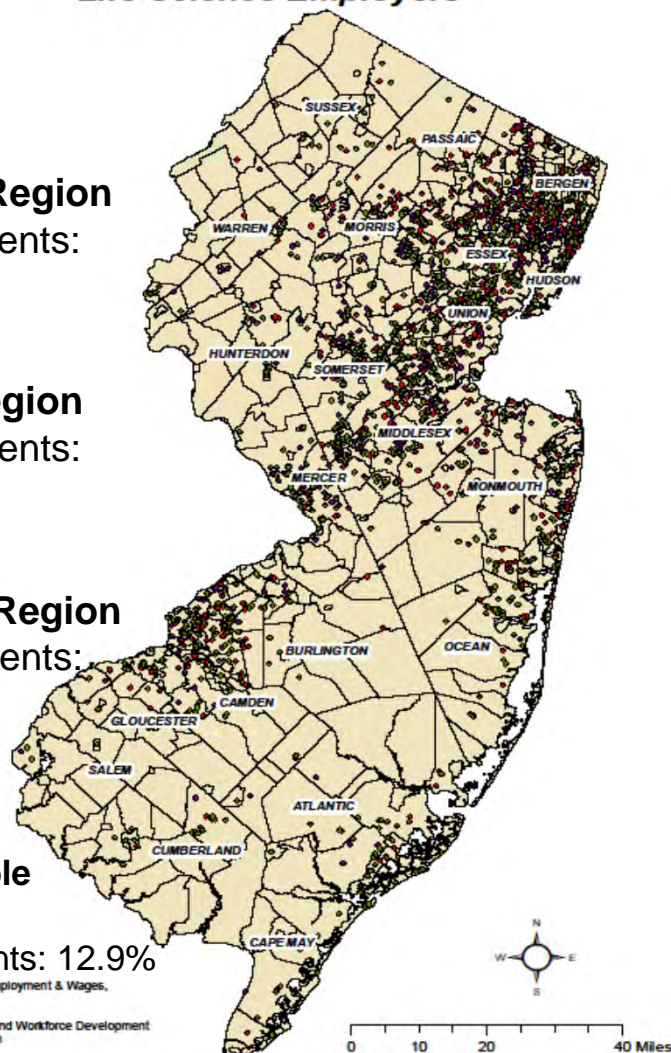 Life Science Employers
Region
ents:
egion
ents:
Region
ents:
ole
nts: 12.9%
ployment & Wages,
nd Workforce Development
SUSSEX
PASSAIC
BERGEN
WARREN
MORRIS
ESSEX
HUDSON
UNION
HUNTERDON
SOMERSET
MIDDLESEX
MERCER
MONMOUTH
BURLINGTON
OCEAN
CAMDEN
GLOUCESTER
SALEM
ATLANTIC
CUMBERLAND
CAPE MAY
N
W E
S
0 10 20 40 Miles